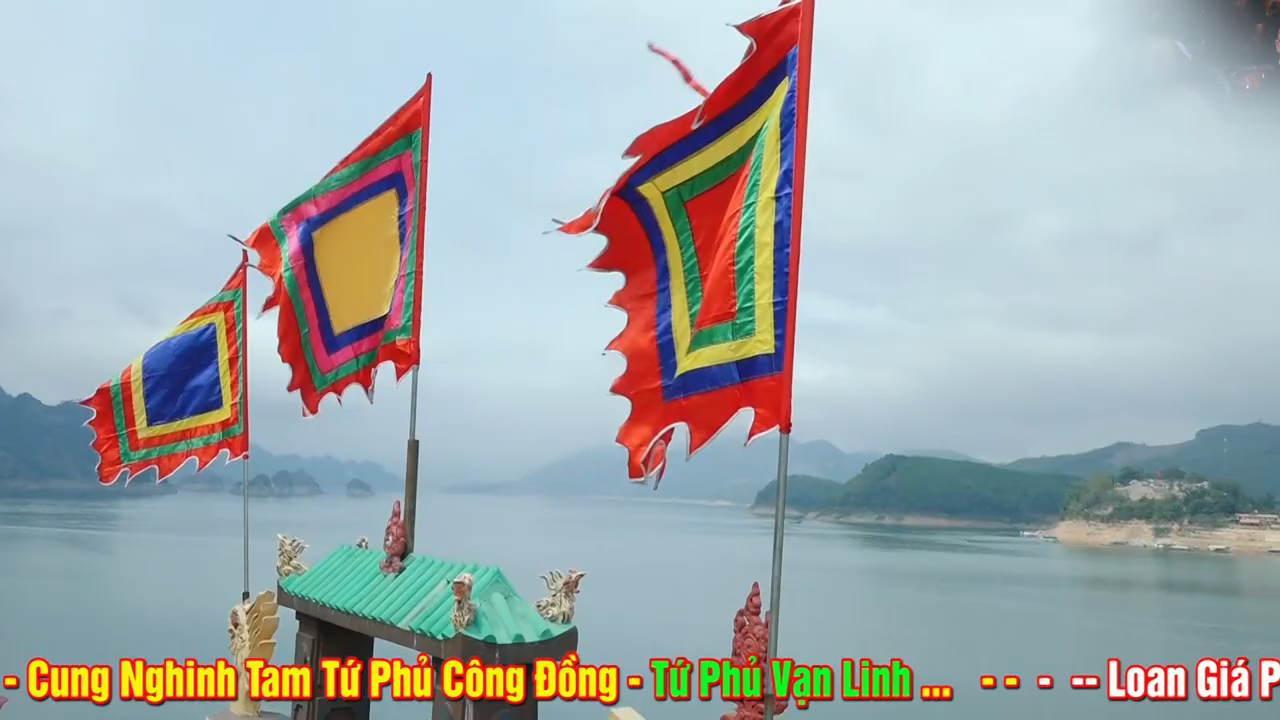 - Cung Nghinh Tam Tứ Phủ Công Đồng - Tứ Phủ Vạn Linh ... - - - -- Loan Giá P